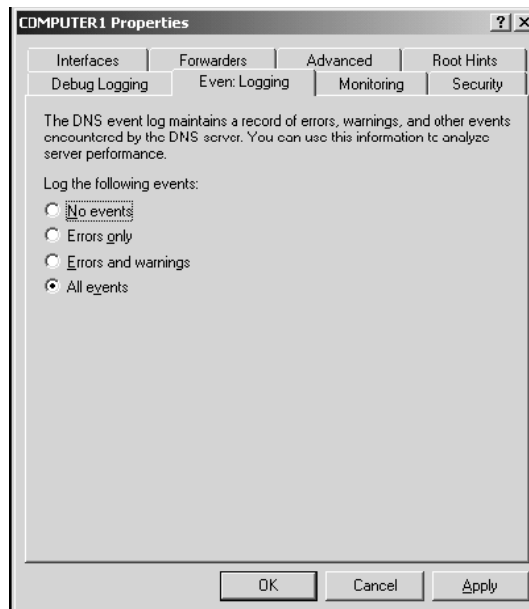 CDMPUTER1 Properties
? X
Interfaces Forwarders Advanced Root Hints
Debug Logging Even: Logging Monitoring Security
The DNS event log maintains a record of errors, warnings, and other events
encountered by the DNS server. You can use this information to analyze
server performance.
Log the following events:
No events
Errors only
Errors and warnings
All events
OK Cancel Apply